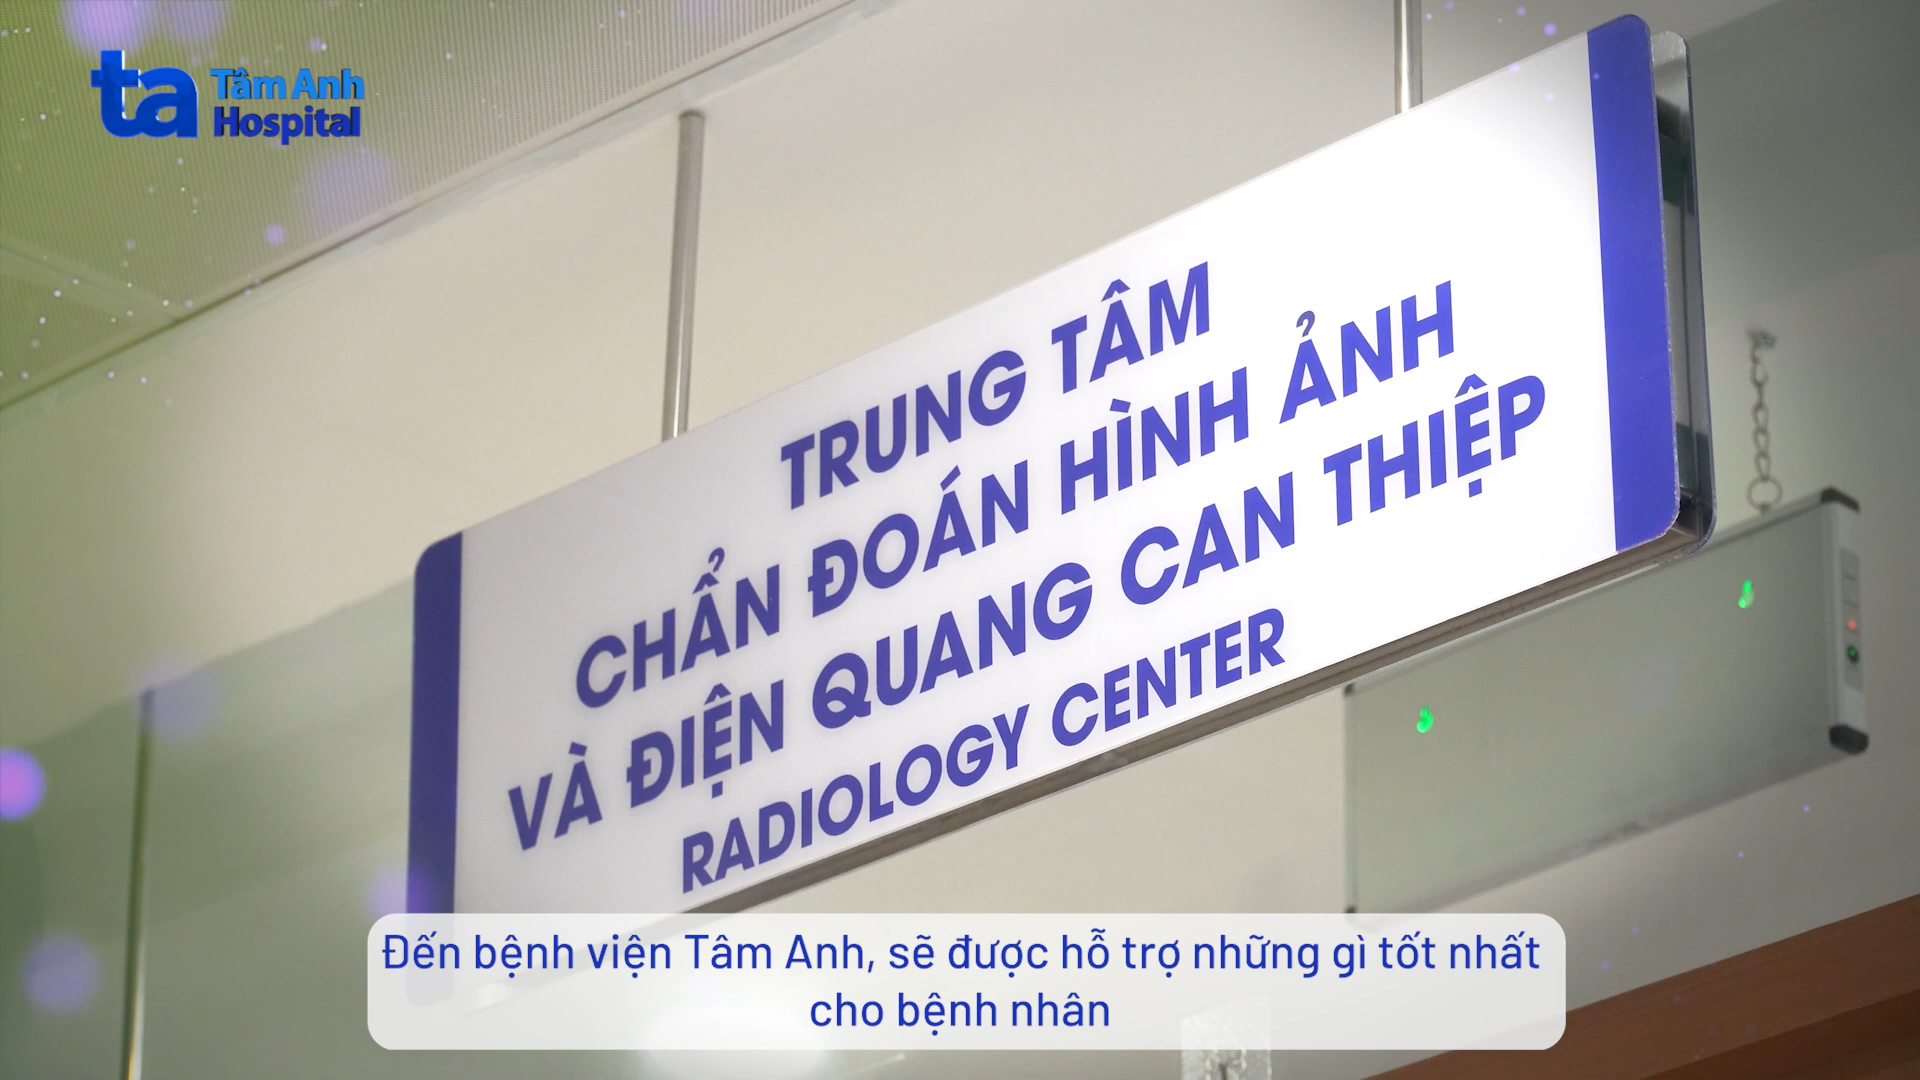 ta Tâm Anh
Hospital
TRUNG TÂM
CHẨN ĐOÁN HÌNH ẢNH
VÀ ĐIỆN QUANG CAN THIỆP
RADIOLOGY CENTER
Đến bệnh viện Tâm Anh, sẽ được hỗ trợ những gì tốt nhất
cho bệnh nhân